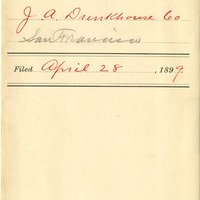 J. A. Drinkhouse Co
San Francisco
Filed April 28, 1899.